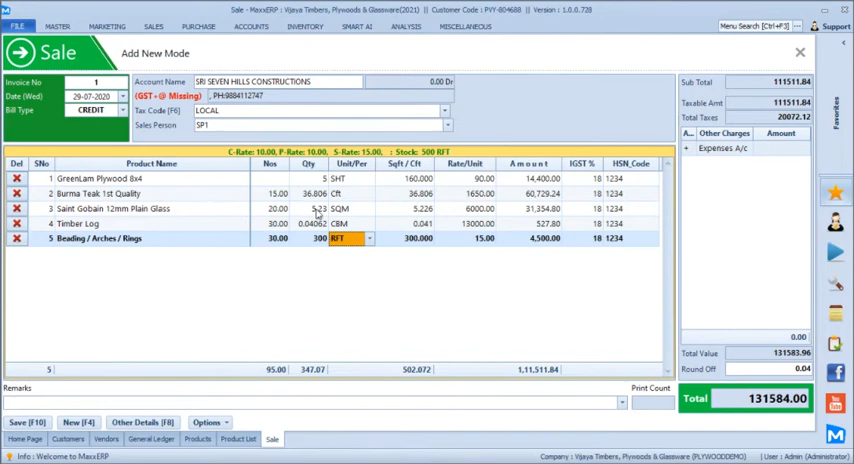 Sale - MaxxERP : Vijaya Timbers, Plywoods & Glassware(2021) || Customer Code : PVY-804688 || Version : 1.0.0.728
FILE MASTER MARKETING SALES PURCHASE ACCOUNTS INVENTORY SMART AI ANALYSIS MISCELLANEOUS Menu Search [Ctrl+F3] ... Support
Sale Add New Mode
Invoice No 1
Date (Wed) 29-07-2020
Bill Type CREDIT
Account Name SRI SEVEN HILLS CONSTRUCTIONS 0.00 Dr
(GST+@ Missing) , PH:9884112747
Tax Code [F6] LOCAL
Sales Person SP1
Sub Total 111511.84
Taxable Amt 111511.84
Total Taxes 20072.12
A... Other Charges Amount
+ Expenses A/c
Favorites
C-Rate: 10.00, P-Rate: 10.00, S-Rate: 15.00, : Stock: 500 RFT
Del SNo Product Name Nos Qty Unit/Per Sqft / Cft Rate/Unit Amount IGST % HSN_Code
1 GreenLam Plywood 8x4 5 SHT 160.000 90.00 14,400.00 18 1234
2 Burma Teak 1st Quality 15.00 36.806 Cft 36.806 1650.00 60,729.24 18 1234
3 Saint Gobain 12mm Plain Glass 20.00 5.23 SQM 5.226 6000.00 31,354.80 18 1234
4 Timber Log 30.00 0.04062 CBM 0.041 13000.00 527.80 18 1234
5 Beading / Arches / Rings 30.00 300 RFT 300.000 15.00 4,500.00 18 1234
5 95.00 347.07 502.072 1,11,511.84
0.00
Total Value 131583.96
Round Off 0.04
Total 131584.00
Remarks Print Count
Save [F10] New [F4] Other Details [F8] Options
Home Page Customers Vendors General Ledger Products Product List Sale
Info : Welcome to MaxxERP Company : Vijaya Timbers, Plywoods & Glassware (PLYWOODDEMO) User : Admin (Administrator)
You Tube